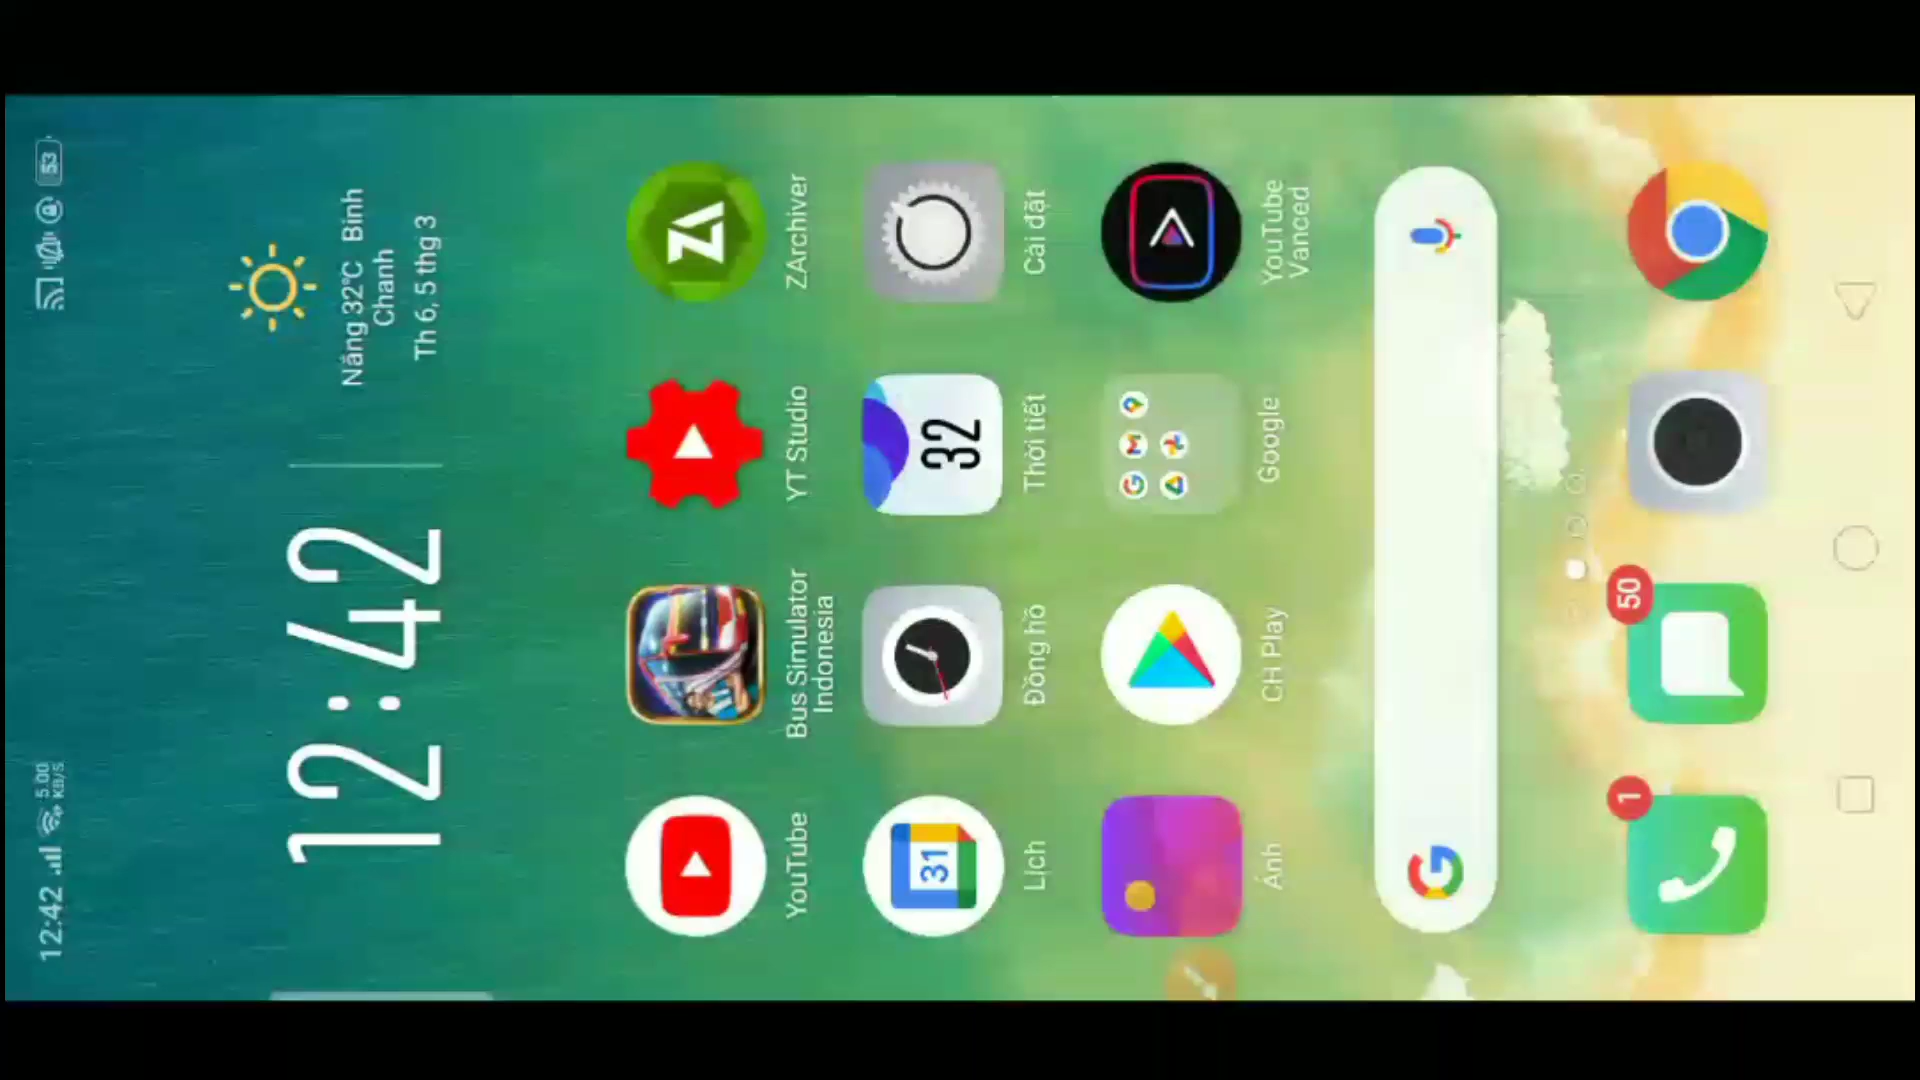 12:42
5.00
KB/S
53
12:42
Nắng 32°C Bình
Chanh
Th 6, 5 thg 3
YouTube
Bus Simulator
Indonesia
YT Studio
ZArchiver
31
32
Lịch
Đồng hồ
Thời tiết
Cài đặt
Ảnh
CH Play
Google
YouTube
Vanced
1
50